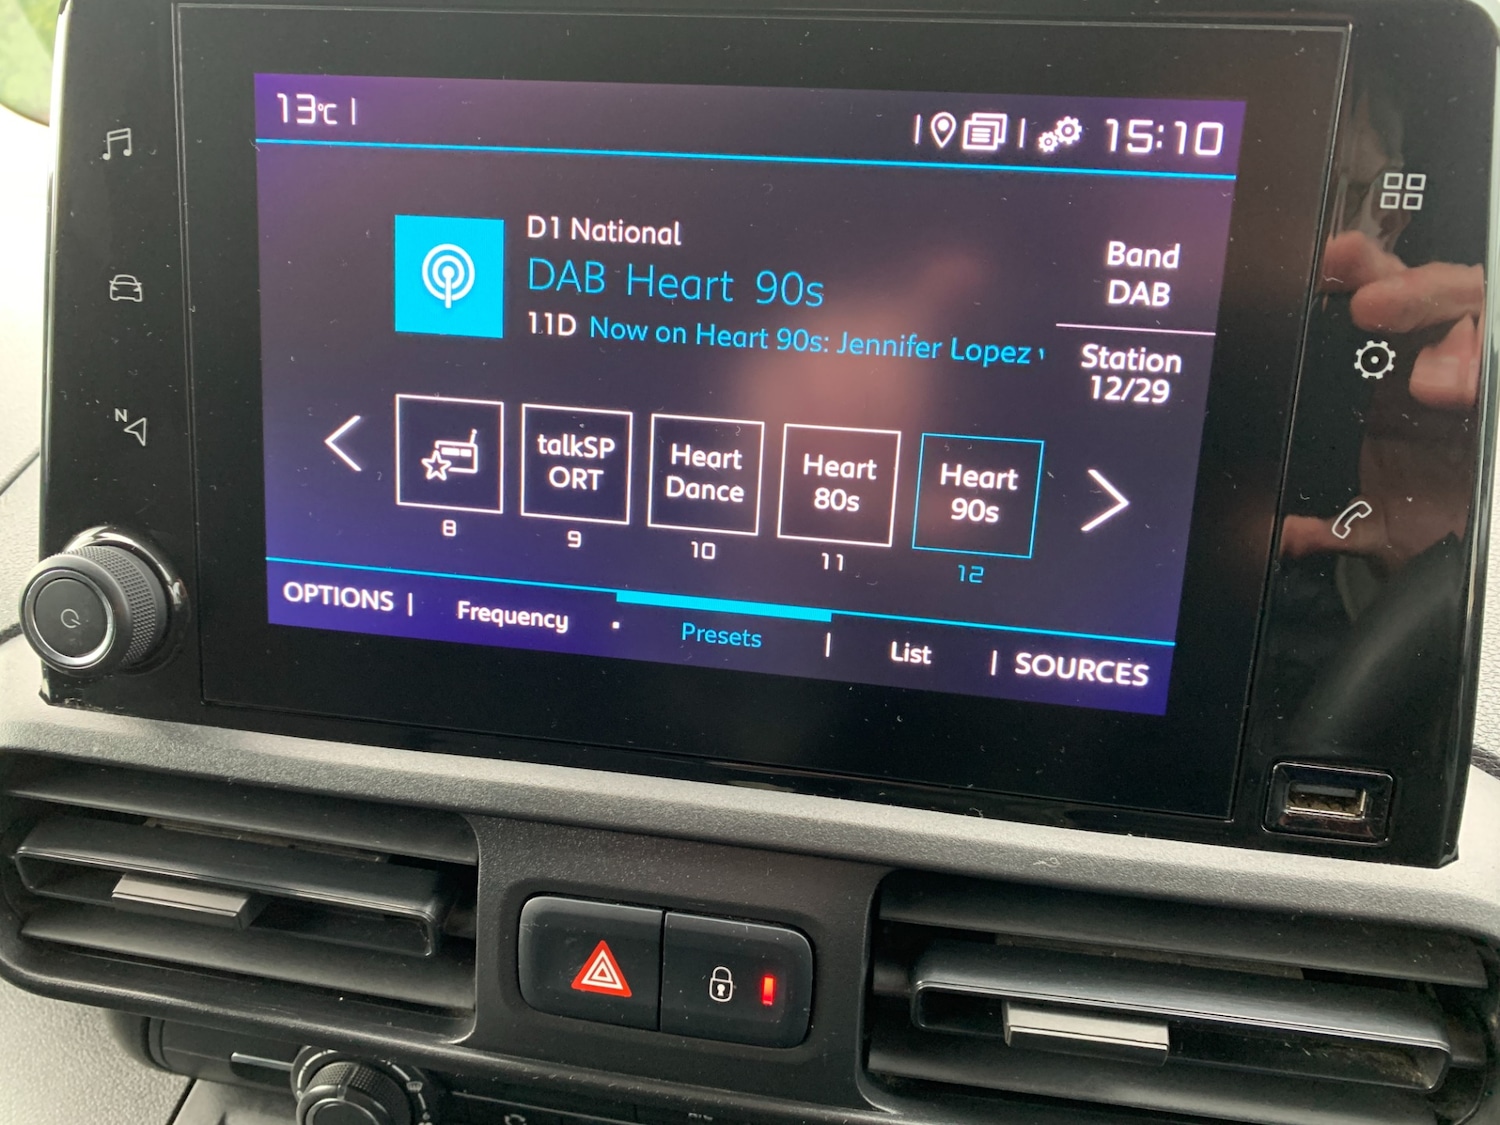 13°C |
15:10
D1 National
DAB Heart 90s
11D Now on Heart 90s: Jennifer Lopez
Band
DAB
Station
12/29
talkSP
ORT
Heart
Dance
Heart
80s
Heart
90s
8
9
10
11
12
OPTIONS | Frequency • Presets | List | SOURCES
N